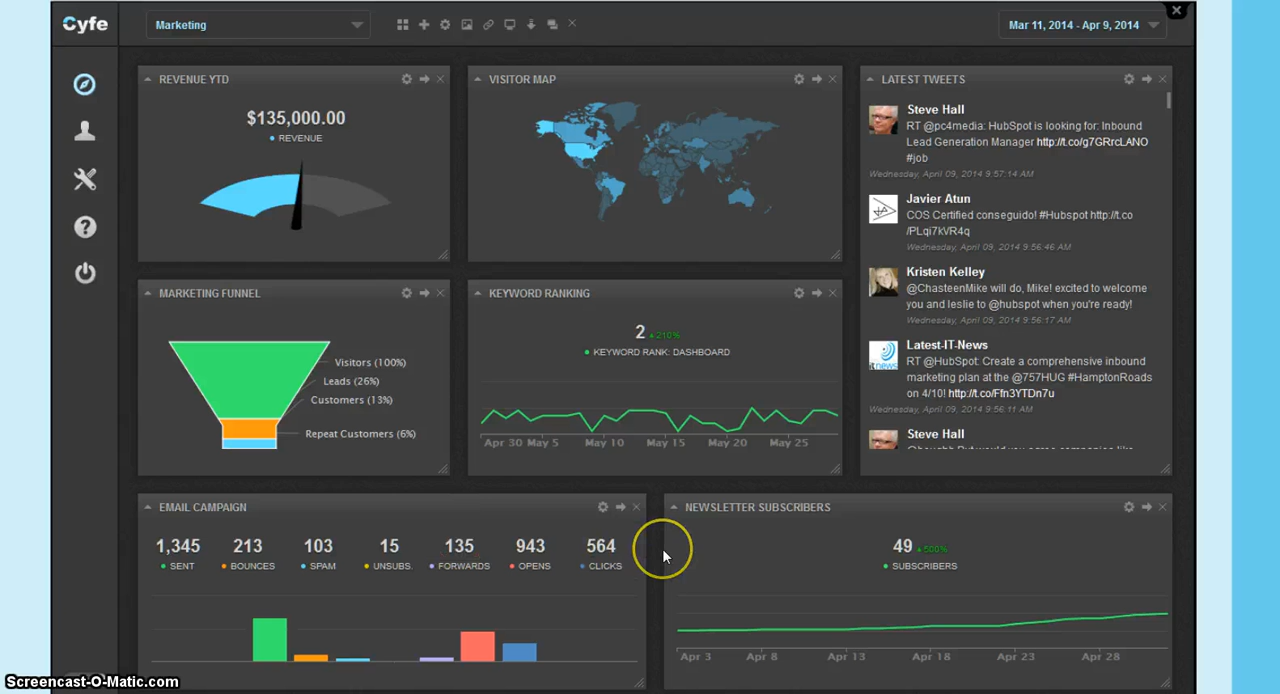 Cyfe
Marketing
Mar 11, 2014 - Apr 9, 2014
REVENUE YTD
$135,000.00
REVENUE
VISITOR MAP
LATEST TWEETS
Steve Hall
RT @pc4media: HubSpot is looking for: Inbound
Lead Generation Manager http://t.co/g7GRrcLANO
#job
Wednesday, April 09, 2014 9:57:14 AM
Javier Atun
COS Certified conseguido! #Hubspot http://t.co
/PLqi7kVR4q
Wednesday, April 09, 2014 9:56:46 AM
Kristen Kelley
@ChasteenMike will do, Mike! excited to welcome
you and leslie to @hubspot when you're ready!
Wednesday, April 09, 2014 9:56:17 AM
Latest-IT-News
RT @HubSpot: Create a comprehensive inbound
marketing plan at the @757HUG #HamptonRoads
on 4/10! http://t.co/Ffn3YTDn7u
Wednesday, April 09, 2014 9:56:11 AM
Steve Hall
MARKETING FUNNEL
Visitors (100%)
Leads (26%)
Customers (13%)
Repeat Customers (6%)
KEYWORD RANKING
2 210%
KEYWORD RANK: DASHBOARD
Apr 30 May 5 May 10 May 15 May 20 May 25
EMAIL CAMPAIGN
1,345 213 103 15 135 943 564
SENT BOUNCES SPAM UNSUBS. FORWARDS OPENS CLICKS
NEWSLETTER SUBSCRIBERS
49 500%
SUBSCRIBERS
Apr 3 Apr 8 Apr 13 Apr 18 Apr 23 Apr 28
itnews
Screencast-O-Matic.com